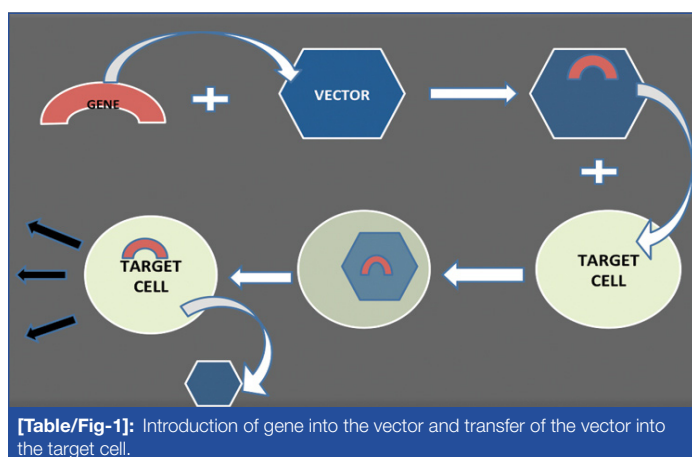 GENE
VECTOR
TARGET
CELL
TARGET
CELL
[Table/Fig-1]: Introduction of gene into the vector and transfer of the vector into
the target cell.